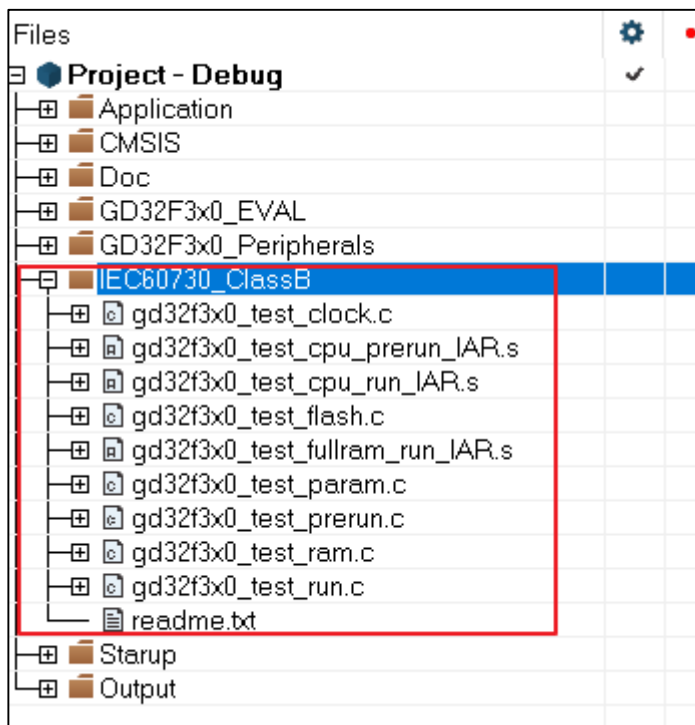 Files
Project - Debug
Application
CMSIS
Doc
GD32F3x0_EVAL
GD32F3x0_Peripherals
IEC60730_ClassB
gd32f3x0_test_clock.c
gd32f3x0_test_cpu_prerun_IAR.s
gd32f3x0_test_cpu_run_IAR.s
gd32f3x0_test_flash.c
gd32f3x0_test_fullram_run_IAR.s
gd32f3x0_test_param.c
gd32f3x0_test_prerun.c
gd32f3x0_test_ram.c
gd32f3x0_test_run.c
readme.txt
Starup
Output